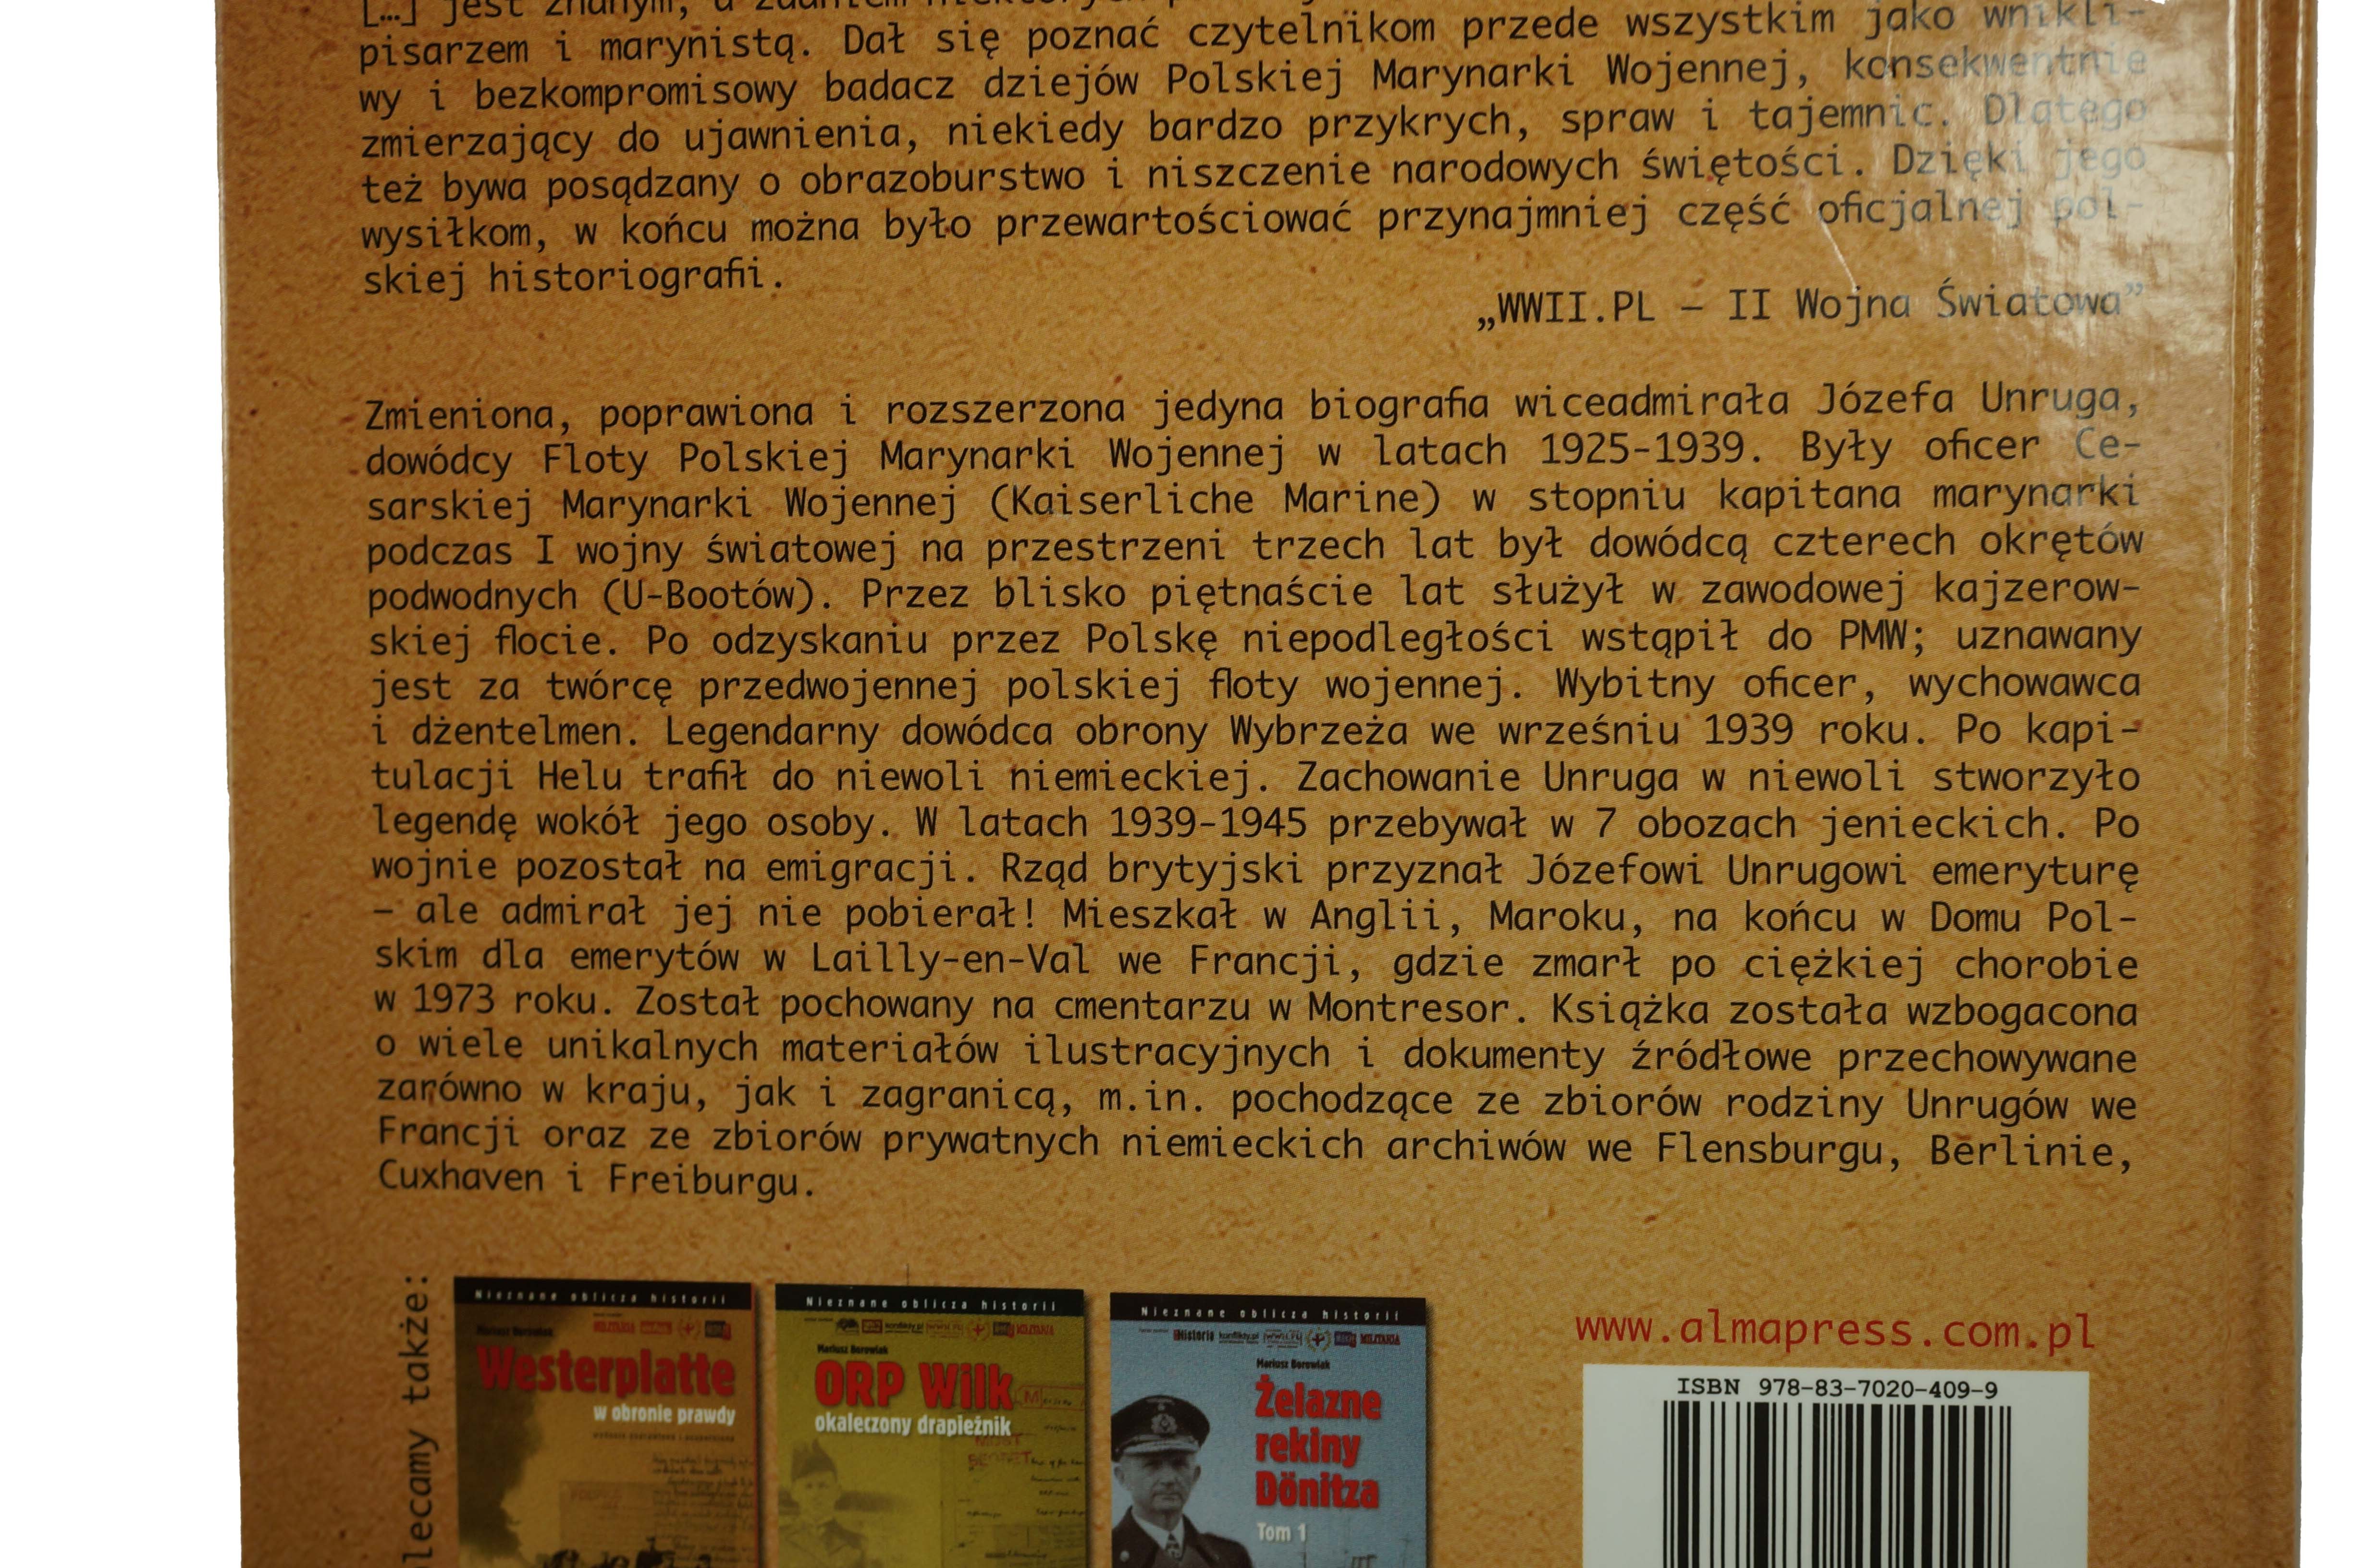 […] jest znanym, a zdaniem niektórych
pisarzem i marynistą. Dał się poznać czytelnikom przede wszystkim jako wnikli-
wy i bezkompromisowy badacz dziejów Polskiej Marynarki Wojennej, konsekwentnie
zmierzający do ujawnienia, niekiedy bardzo przykrych, spraw i tajemnic. Dlatego
też bywa posądzany o obrazoburstwo i niszczenie narodowych świętości. Dzięki jego
wysiłkom, w końcu można było przewartościować przynajmniej część oficjalnej pol-
skiej historiografii.
„WWII.PL – II Wojna Światowa”
Zmieniona, poprawiona i rozszerzona jedyna biografia wiceadmirała Józefa Unruga,
dowódcy Floty Polskiej Marynarki Wojennej w latach 1925-1939. Były oficer Ce-
sarskiej Marynarki Wojennej (Kaiserliche Marine) w stopniu kapitana marynarki
podczas I wojny światowej na przestrzeni trzech lat był dowódcą czterech okrętów
podwodnych (U-Bootów). Przez blisko piętnaście lat służył w zawodowej kajzerow-
skiej flocie. Po odzyskaniu przez Polskę niepodległości wstąpił do PMW; uznawany
jest za twórcę przedwojennej polskiej floty wojennej. Wybitny oficer, wychowawca
i dżentelmen. Legendarny dowódca obrony Wybrzeża we wrześniu 1939 roku. Po kapi-
tulacji Helu trafił do niewoli niemieckiej. Zachowanie Unruga w niewoli stworzyło
legendę wokół jego osoby. W latach 1939-1945 przebywał w 7 obozach jenieckich. Po
wojnie pozostał na emigracji. Rząd brytyjski przyznał Józefowi Unrugowi emeryturę
– ale admirał jej nie pobierał! Mieszkał w Anglii, Maroku, na końcu w Domu Pol-
skim dla emerytów w Lailly-en-Val we Francji, gdzie zmarł po ciężkiej chorobie
w 1973 roku. Został pochowany na cmentarzu w Montresor. Książka została wzbogacona
o wiele unikalnych materiałów ilustracyjnych i dokumenty źródłowe przechowywane
zarówno w kraju, jak i zagranicą, m.in. pochodzące ze zbiorów rodziny Unrugów we
Francji oraz ze zbiorów prywatnych niemieckich archiwów we Flensburgu, Berlinie,
Cuxhaven i Freiburgu.
lecamy także:
Nieznane oblicza historii
Mariusz Borowiak
Westerplatte
w obronie prawdy
Nieznane oblicza historii
Mariusz Borowiak
ORP Wilk
okaleczony drapieżnik
Nieznane oblicza historii
Mariusz Borowiak
Żelazne
rekiny
Dönitza
Tom 1
www.almapress.com.pl
ISBN 978-83-7020-409-9